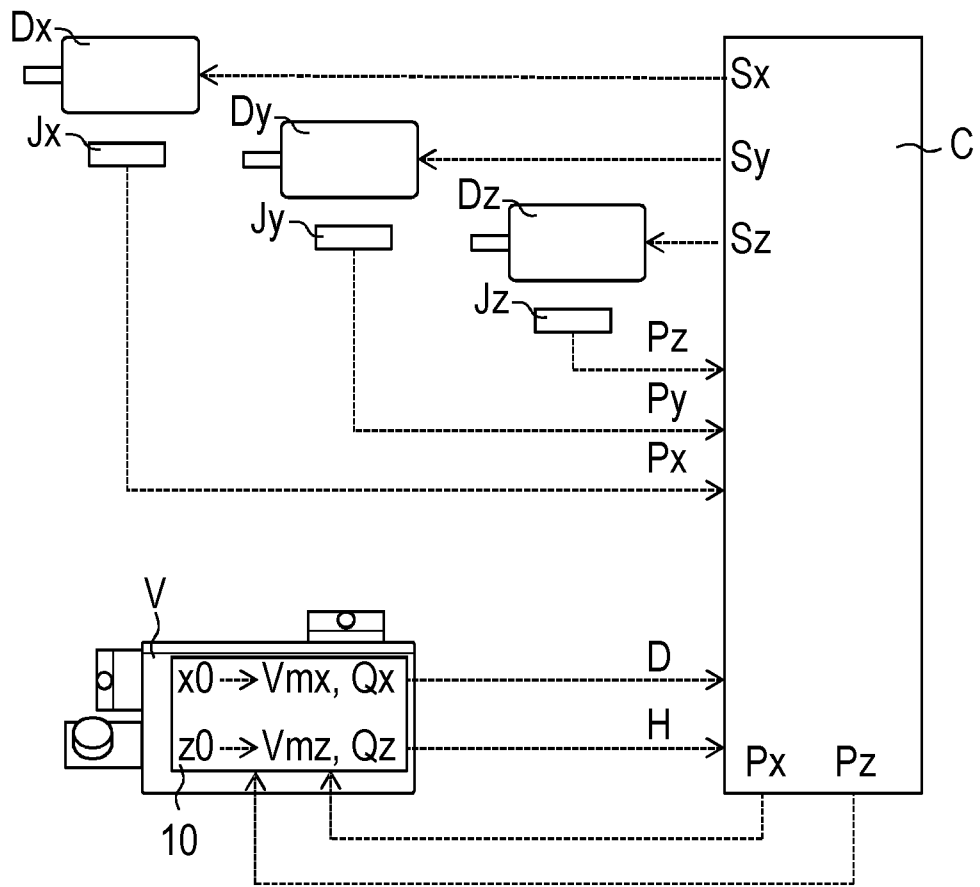 Dx
Sx
Dy
Jx
Sy
C
Dz
Jy
Sz
Jz
Pz
Py
Px
V
D
x0 Vmx, Qx
H
z0 Vmz, Qz
Px Pz
10